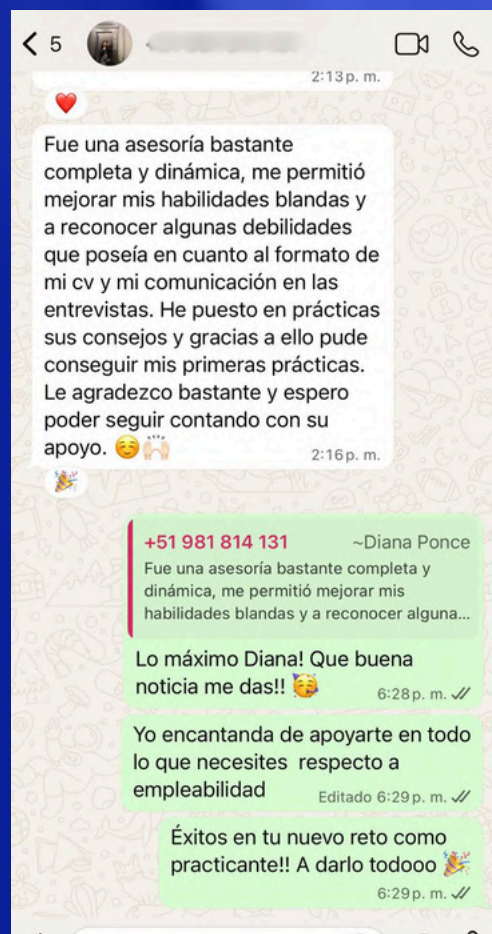 5
2:13 p. m.
Fue una asesoría bastante
completa y dinámica, me permitió
mejorar mis habilidades blandas y
a reconocer algunas debilidades
que poseía en cuanto al formato de
mi cv y mi comunicación en las
entrevistas. He puesto en prácticas
sus consejos y gracias a ello pude
conseguir mis primeras prácticas.
Le agradezco bastante y espero
poder seguir contando con su
apoyo. ☺️🙌🏻 2:16 p. m.
+51 981 814 131 ~Diana Ponce
Fue una asesoría bastante completa y
dinámica, me permitió mejorar mis
habilidades blandas y a reconocer alguna...
Lo máximo Diana! Que buena
noticia me das!! 🥳 6:28 p. m.
Yo encantanda de apoyarte en todo
lo que necesites respecto a
empleabilidad Editado 6:29 p. m.
Éxitos en tu nuevo reto como
practicante!! A darlo todooo 🎉
6:29 p. m.